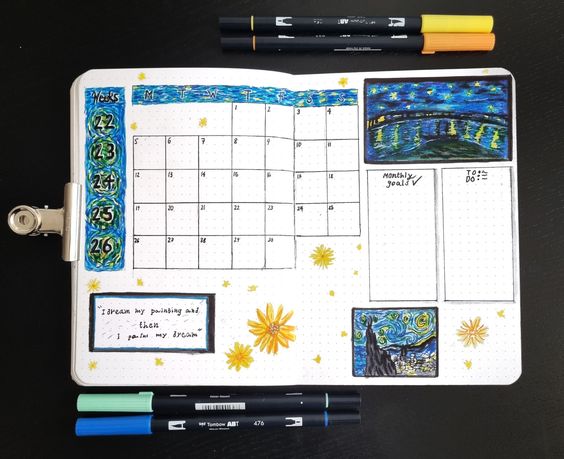 Weeks
22
23
24
25
26
M T W T F S S
1 2 3 4
5 6 7 8 9 10 11
12 13 14 15 16 17 18
19 20 21 22 23 24 25
26 27 28 29 30
Monthly
goals
TO
DO:
"I dream my painting and
then
I paint my dream"
Tombow ABT 476